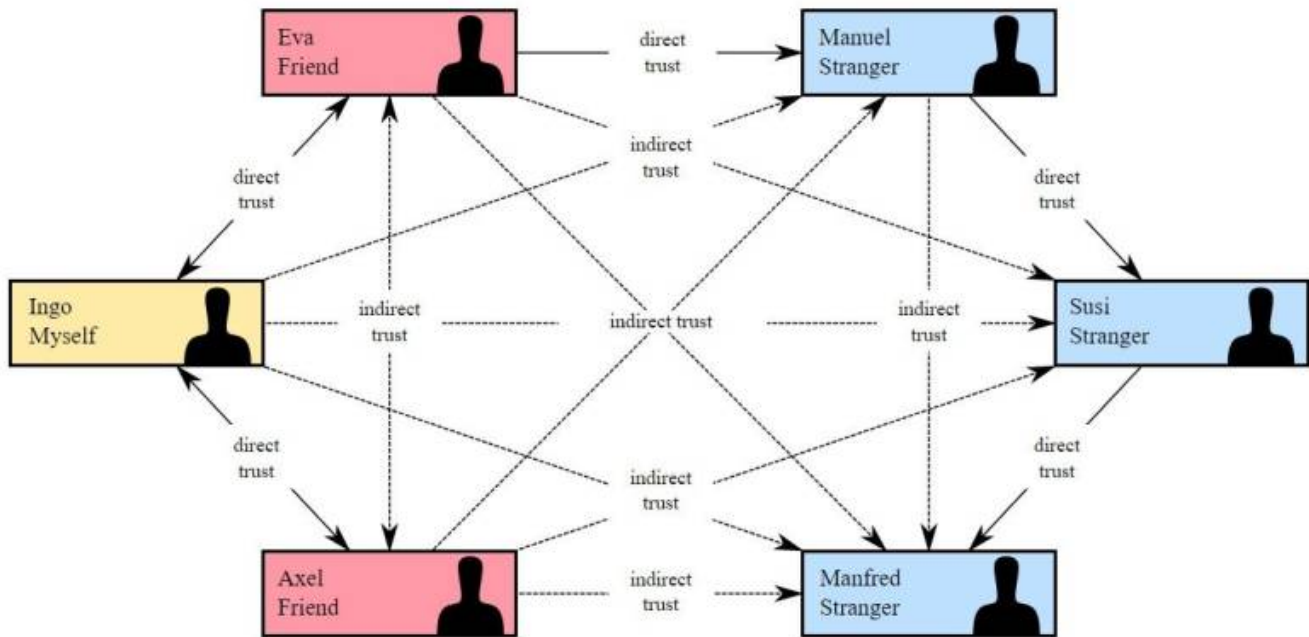 Eva
Friend
direct
trust
Manuel
Stranger
indirect
trust
direct
trust
direct
trust
Ingo
Myself
indirect
trust
indirect trust
indirect
trust
Susi
Stranger
direct
trust
indirect
trust
direct
trust
Axel
Friend
indirect
trust
Manfred
Stranger